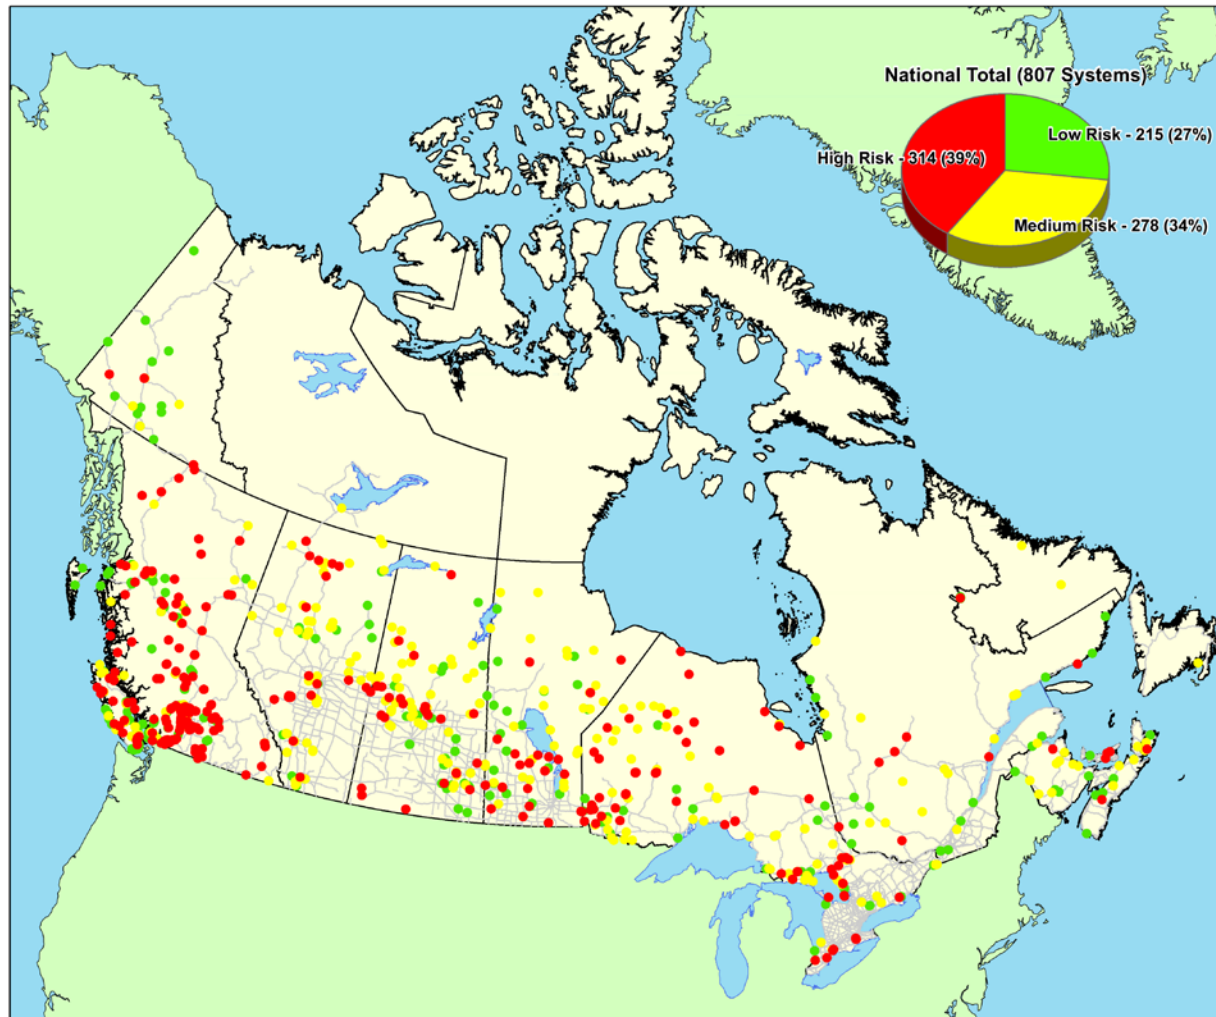 National Total (807 Systems)
Low Risk - 215 (27%)
High Risk - 314 (39%)
Medium Risk - 278 (34%)